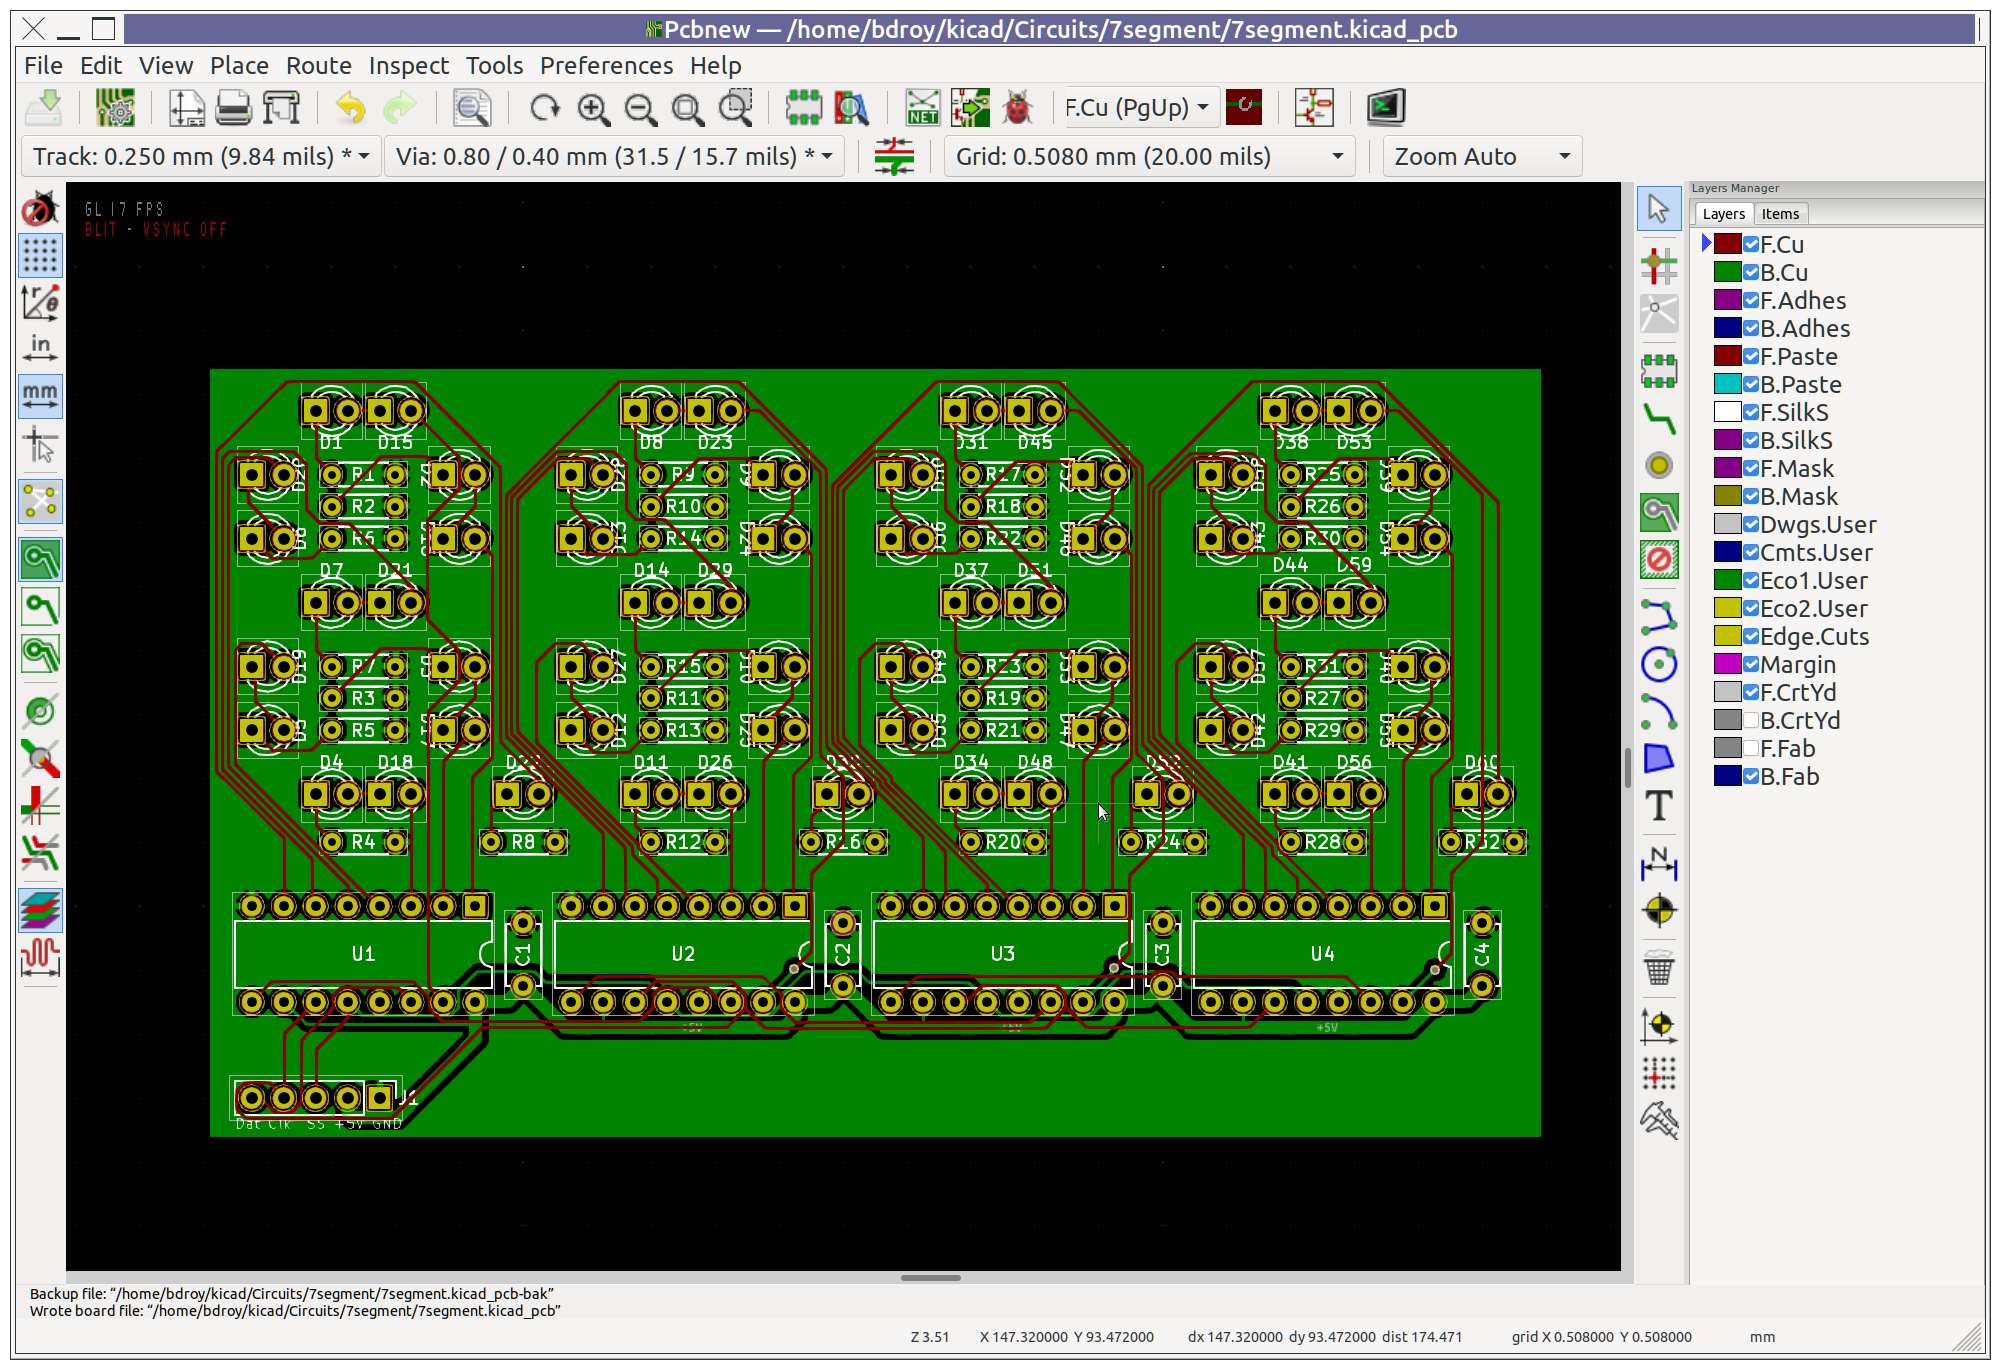 Pcbnew — /home/bdroy/kicad/Circuits/7segment/7segment.kicad_pcb
File Edit View Place Route Inspect Tools Preferences Help
NET F.Cu (PgUp)
Track: 0.250 mm (9.84 mils) * Via: 0.80 / 0.40 mm (31.5 / 15.7 mils) * Grid: 0.5080 mm (20.00 mils) Zoom Auto
GL 17 FPS
BLIT - VSYNC OFF
in
mm
Layers Manager
Layers Items
F.Cu
B.Cu
F.Adhes
B.Adhes
F.Paste
B.Paste
F.SilkS
B.SilkS
F.Mask
B.Mask
Dwgs.User
Cmts.User
Eco1.User
Eco2.User
Edge.Cuts
Margin
F.CrtYd
B.CrtYd
F.Fab
B.Fab
D1 D15 D8 D23 D31 D45 D38 D53
R1 R9 R17 R25
R2 R10 R18 R26
R6 R14 R22 R30
D7 D21 D14 D29 D37 D51 D44 D59
R7 R15 R23 R31
R3 R11 R19 R27
R5 R13 R21 R29
D4 D18 D11 D26 D34 D48 D41 D56 D60
R4 R8 R12 R16 R20 R24 R28 R32
U1 C1 U2 C2 U3 C3 U4 C4
+5V +5V +5V
J1
Dat Clk SS +5V GND
Backup file: “/home/bdroy/kicad/Circuits/7segment/7segment.kicad_pcb-bak”
Wrote board file: “/home/bdroy/kicad/Circuits/7segment/7segment.kicad_pcb”
Z 3.51 X 147.320000 Y 93.472000 dx 147.320000 dy 93.472000 dist 174.471 grid X 0.508000 Y 0.508000 mm